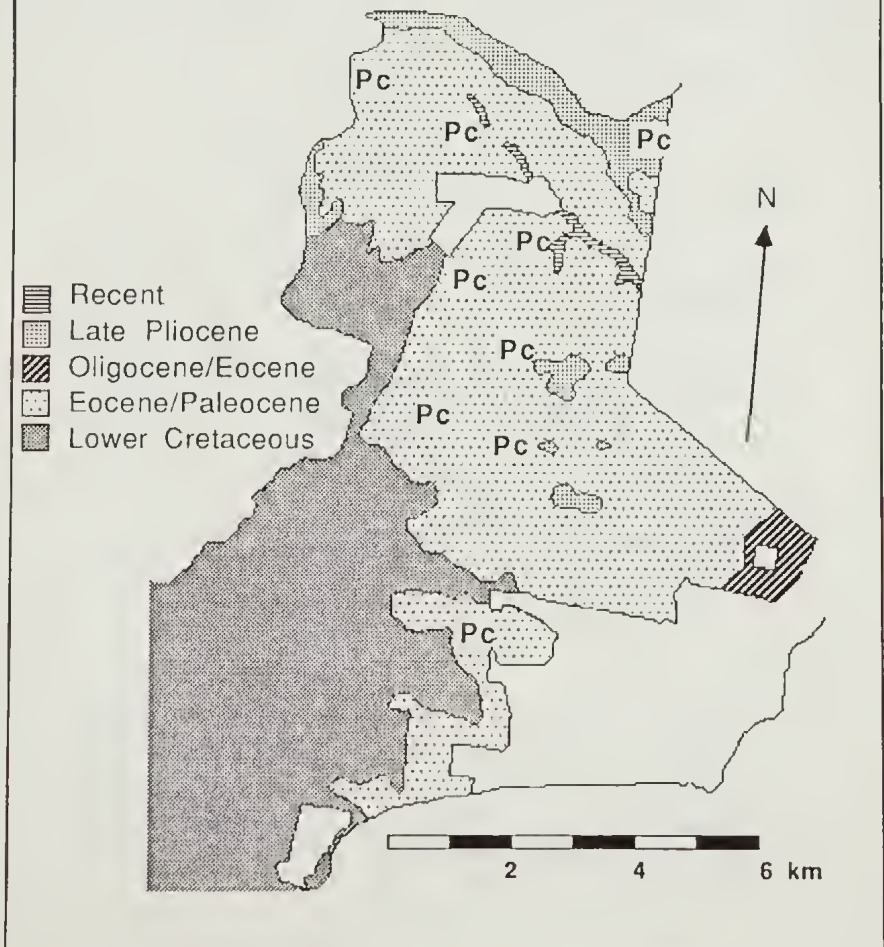 Pc
Pc
Pc
N
Pc
Pc
Recent
Late Pliocene
Pc
Oligocene/Eocene
Eocene/Paleocene
Pc
Lower Cretaceous
Pc
Pc
2 4 6 km